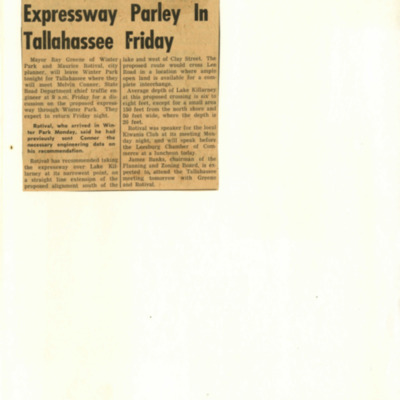 Expressway Parley In
Tallahassee Friday
Mayor Ray Greene of Winter
Park and Maurice Rotival, city
planner, will leave Winter Park
tonight for Tallahassee where they
will meet Melvin Conner, State
Road Department chief traffic en-
gineer at 9 a.m. Friday for a dis-
cussion on the proposed express-
way through Winter Park. They
expect to return Friday night.
Rotival, who arrived in Win-
ter Park Monday, said he had
previously sent Conner the
necessary engineering data on
his recommendation.
Rotival has recommended taking
the expressway over Lake Kil-
larney at its narrowest point, on
a straight line extension of the
proposed alignment south of the
lake and west of Clay Street. The
proposed route would cross Lee
Road in a location where ample
open land is available for a com-
plete interchange.
Average depth of Lake Killarney
at this proposed crossing is six to
eight feet, except for a small area
from the north shore and
50 feet wide, where the depth is
feet.
Rotival was speaker for the local
Kiwanis Club at its meeting Mon-
day night, and will speak before
the Leesburg Chamber of Com-
merce at a luncheon today.
James Banks, chairman of the
Planning and Zoning Board, is ex-
pected to attend the Tallahassee
meeting tomorrow with Greene
and Rotival.